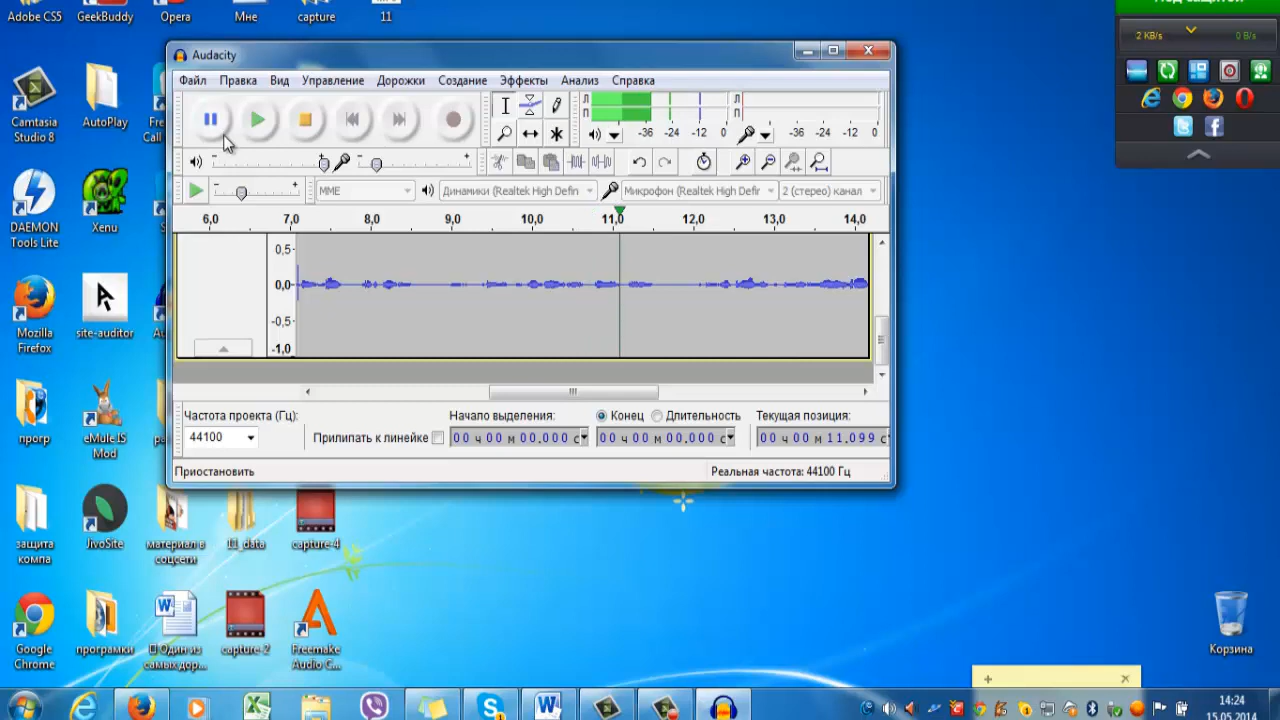 Adobe CS5
GeekBuddy
Opera
Мне
capture
11
2 KB/s
0 B/s
Audacity
Файл Правка Вид Управление Дорожки Создание Эффекты Анализ Справка
Л
П
-36 -24 -12 0
Л
П
-36 -24 -12 0
MME
Динамики (Realtek High Defin
Микрофон (Realtek High Defir
2 (стерео) канал
6,0 7,0 8,0 9,0 10,0 11,0 12,0 13,0 14,0
0,5
0,0
-0,5
-1,0
Частота проекта (Гц):
44100
Прилипать к линейке
Начало выделения:
00 ч 00 м 00.000 с
Конец
Длительность
00 ч 00 м 00.000 с
Текущая позиция:
00 ч 00 м 11.099 с
Приостановить
Реальная частота: 44100 Гц
Camtasia
Studio 8
AutoPlay
DAEMON
Tools Lite
Xenu
Mozilla
Firefox
site-auditor
прогр
eMule IS
Mod
защита
компа
JivoSite
материал в
соцсети
11_data
capture-4
Google
Chrome
програмки
Один из
самых дор...
capture-2
Freemake
Audio C...
Корзина
14:24
15.05.2014